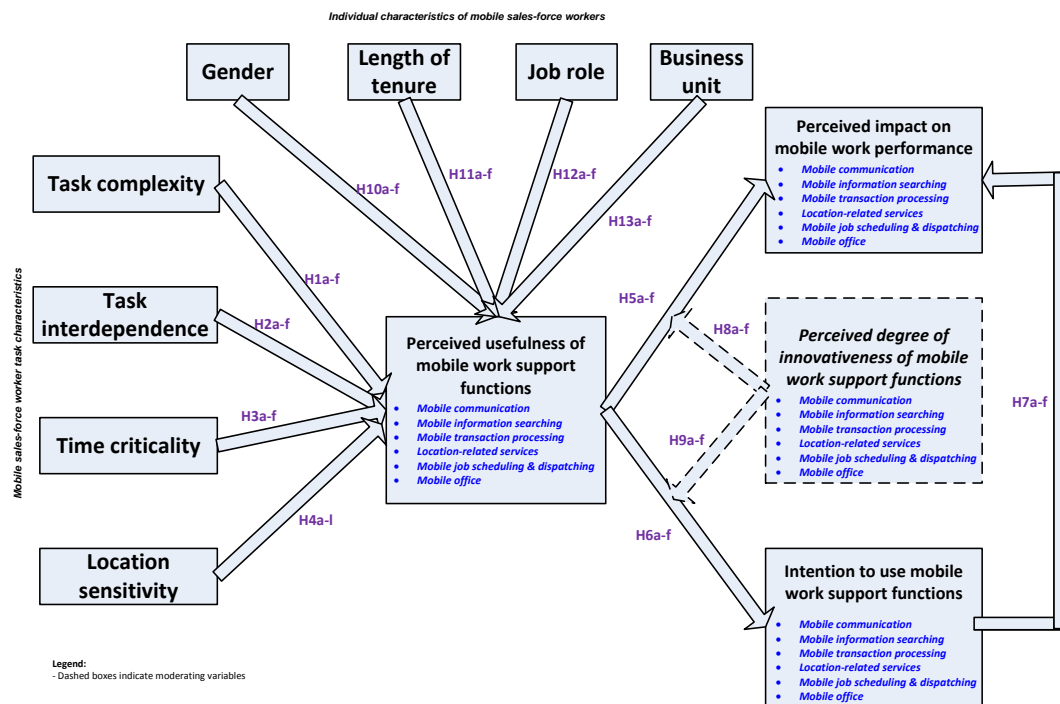 Individual characteristics of mobile sales-force workers
Gender
Length of
tenure
Job role
Business
unit
H10a-f
H11a-f
H12a-f
H13a-f
Mobile sales-force worker task characteristics
Task complexity
Task
interdependence
Time criticality
Location
sensitivity
H1a-f
H2a-f
H3a-f
H4a-l
Perceived usefulness of
mobile work support
functions
• Mobile communication
• Mobile information searching
• Mobile transaction processing
• Location-related services
• Mobile job scheduling & dispatching
• Mobile office
H5a-f
H8a-f
H9a-f
H6a-f
Perceived impact on
mobile work performance
• Mobile communication
• Mobile information searching
• Mobile transaction processing
• Location-related services
• Mobile job scheduling & dispatching
• Mobile office
Perceived degree of
innovativeness of mobile
work support functions
• Mobile communication
• Mobile information searching
• Mobile transaction processing
• Location-related services
• Mobile job scheduling & dispatching
• Mobile office
H7a-f
Intention to use mobile
work support functions
• Mobile communication
• Mobile information searching
• Mobile transaction processing
• Location-related services
• Mobile job scheduling & dispatching
• Mobile office
Legend:
- Dashed boxes indicate moderating variables